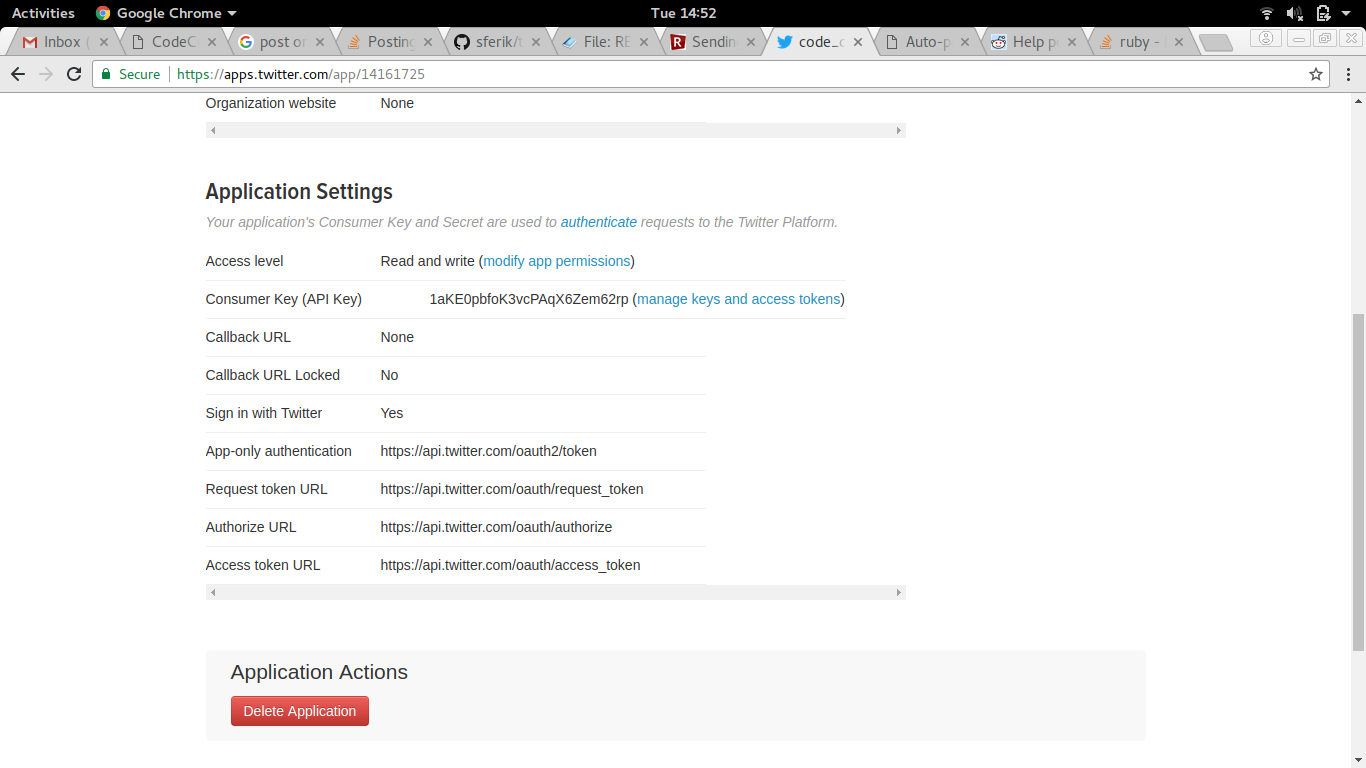 Activities Google Chrome Tue 14:52
Inbox ( CodeC post on Posting sferik/t File: RE Sending code_c Auto-p Help p ruby -
Secure https://apps.twitter.com/app/14161725
Organization website None
Application Settings
Your application's Consumer Key and Secret are used to authenticate requests to the Twitter Platform.
Access level Read and write (modify app permissions)
Consumer Key (API Key) 1aKE0pbfoK3vcPAqX6Zem62rp (manage keys and access tokens)
Callback URL None
Callback URL Locked No
Sign in with Twitter Yes
App-only authentication https://api.twitter.com/oauth2/token
Request token URL https://api.twitter.com/oauth/request_token
Authorize URL https://api.twitter.com/oauth/authorize
Access token URL https://api.twitter.com/oauth/access_token
Application Actions
Delete Application